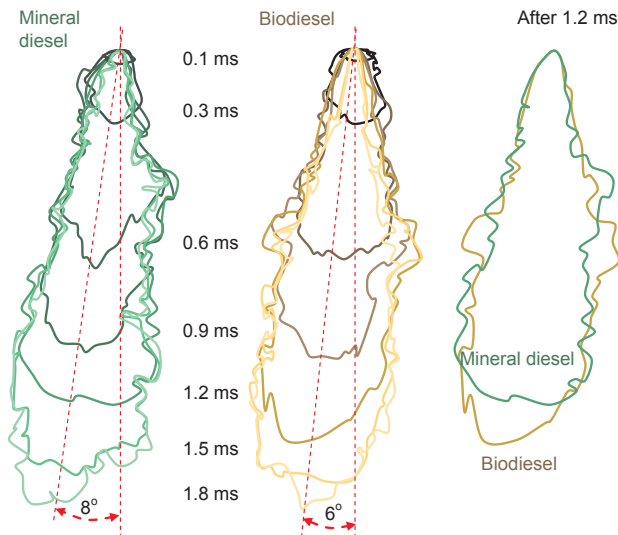 Mineral
diesel
Biodiesel
After 1.2 ms
0.1 ms
0.3 ms
0.6 ms
0.9 ms
1.2 ms
1.5 ms
1.8 ms
8°
6°
Mineral diesel
Biodiesel